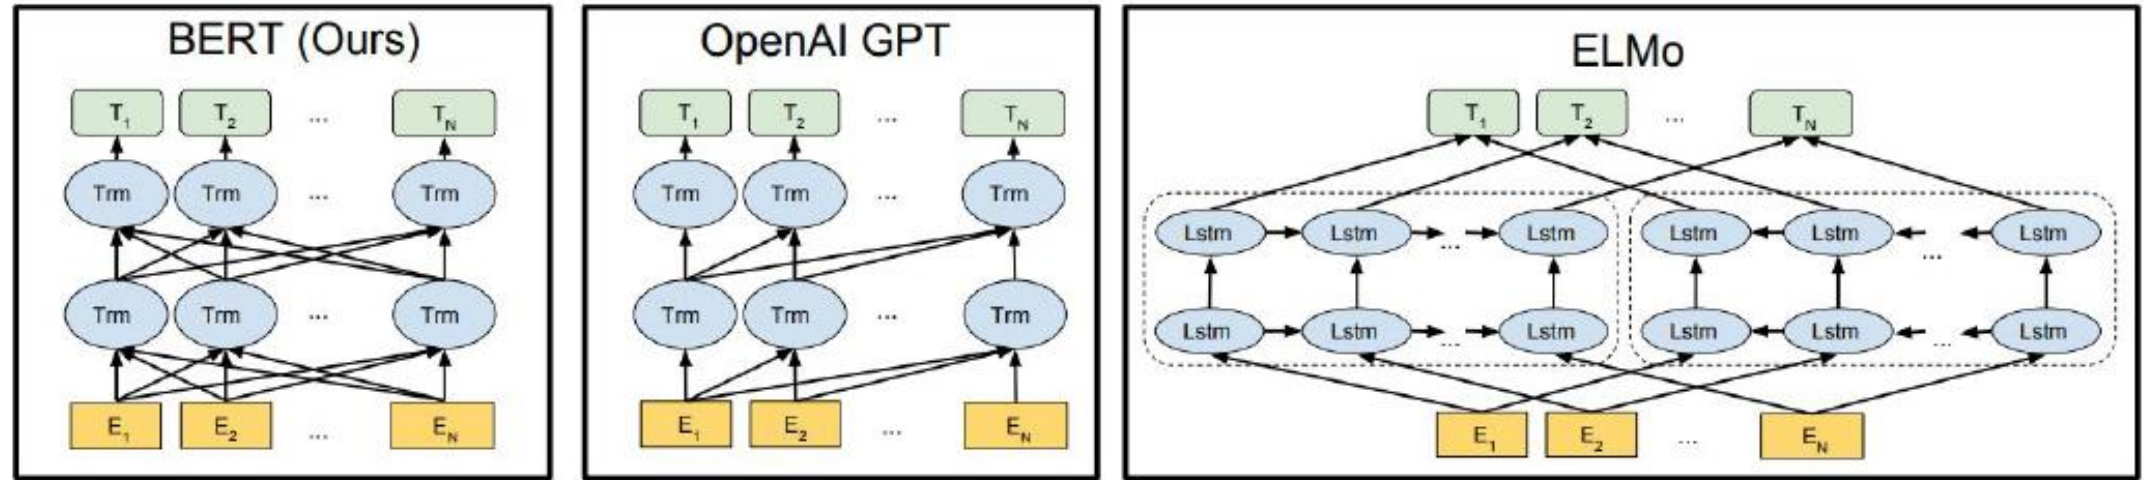 BERT (Ours)
T1 T2 ... TN
Trm Trm ... Trm
Trm Trm ... Trm
E1 E2 ... EN
OpenAI GPT
T1 T2 ... TN
Trm Trm ... Trm
Trm Trm ... Trm
E1 E2 ... EN
ELMo
T1 T2 ... TN
Lstm Lstm ... Lstm Lstm Lstm ... Lstm
Lstm Lstm ... Lstm Lstm Lstm ... Lstm
E1 E2 ... EN